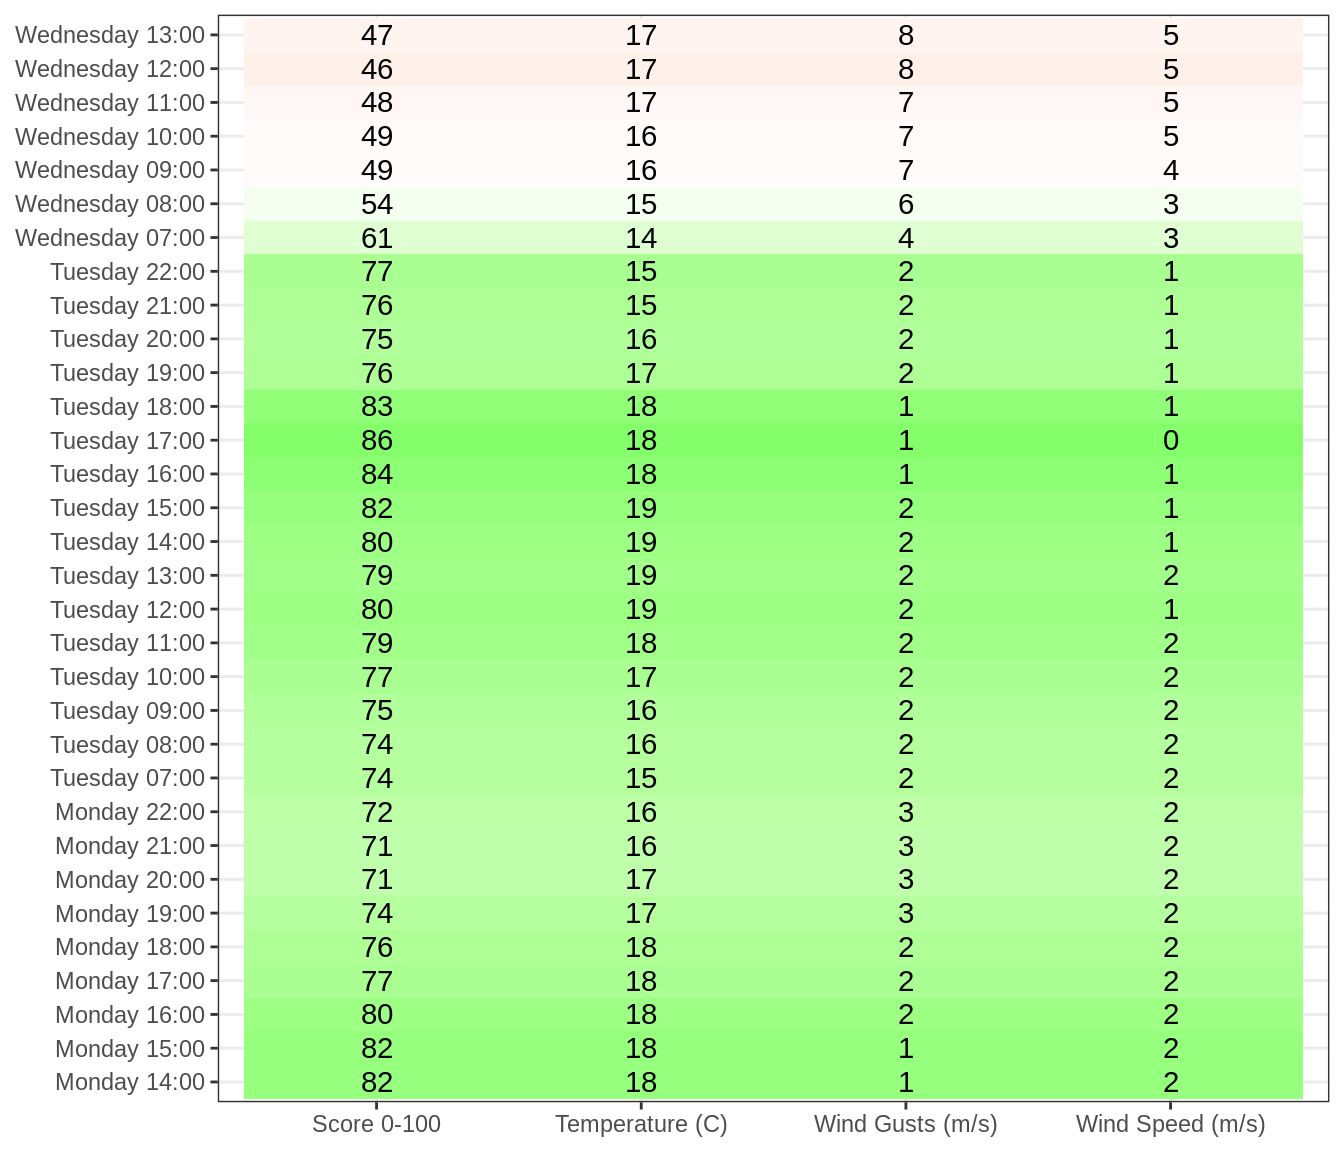 Wednesday 13:00 47 17 8 5
Wednesday 12:00 46 17 8 5
Wednesday 11:00 48 17 7 5
Wednesday 10:00 49 16 7 5
Wednesday 09:00 49 16 7 4
Wednesday 08:00 54 15 6 3
Wednesday 07:00 61 14 4 3
Tuesday 22:00 77 15 2 1
Tuesday 21:00 76 15 2 1
Tuesday 20:00 75 16 2 1
Tuesday 19:00 76 17 2 1
Tuesday 18:00 83 18 1 1
Tuesday 17:00 86 18 1 0
Tuesday 16:00 84 18 1 1
Tuesday 15:00 82 19 2 1
Tuesday 14:00 80 19 2 1
Tuesday 13:00 79 19 2 2
Tuesday 12:00 80 19 2 1
Tuesday 11:00 79 18 2 2
Tuesday 10:00 77 17 2 2
Tuesday 09:00 75 16 2 2
Tuesday 08:00 74 16 2 2
Tuesday 07:00 74 15 2 2
Monday 22:00 72 16 3 2
Monday 21:00 71 16 3 2
Monday 20:00 71 17 3 2
Monday 19:00 74 17 3 2
Monday 18:00 76 18 2 2
Monday 17:00 77 18 2 2
Monday 16:00 80 18 2 2
Monday 15:00 82 18 1 2
Monday 14:00 82 18 1 2
Score 0-100 Temperature (C) Wind Gusts (m/s) Wind Speed (m/s)